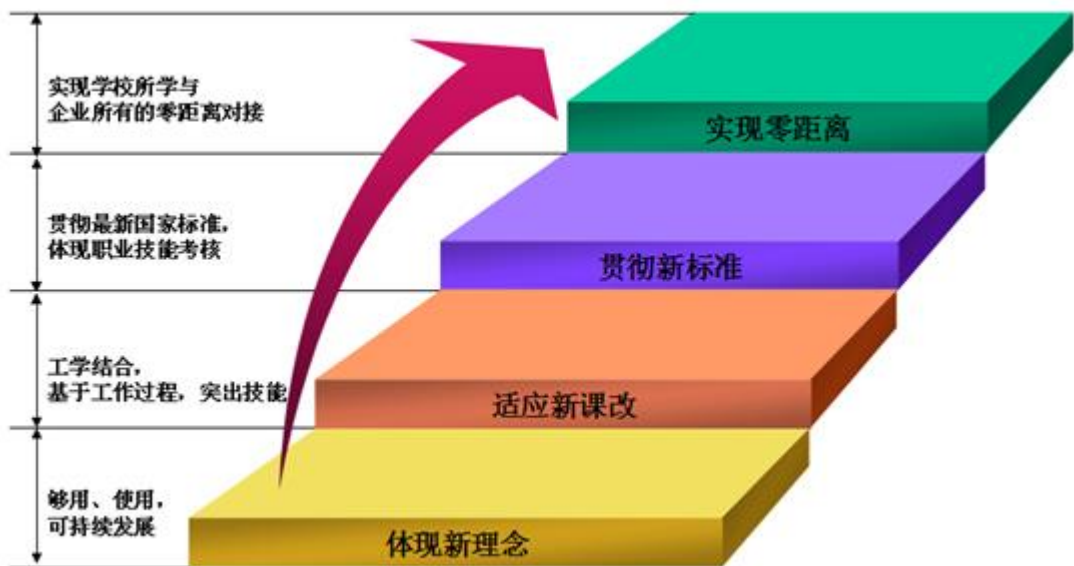 实现学校所学与
企业所有的零距离对接
实现零距离
贯彻最新国家标准，
体现职业技能考核
贯彻新标准
工学结合，
基于工作过程，突出技能
适应新课改
够用、使用，
可持续发展
体现新理念